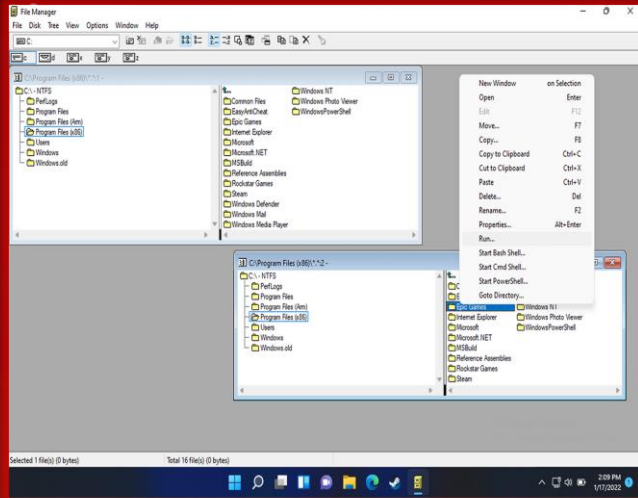 File Manager
File Disk Tree View Options Window Help
C:
c d x y z
C:\Program Files (x86)\*.*:1 -
C:\ - NTFS
PerfLogs
Program Files
Program Files (Arm)
Program Files (x86)
Users
Windows
Windows.old
Common Files
EasyAntiCheat
Epic Games
Internet Explorer
Microsoft
Microsoft.NET
MSBuild
Reference Assemblies
Rockstar Games
Steam
Windows Defender
Windows Mail
Windows Media Player
Windows NT
Windows Photo Viewer
WindowsPowerShell
New Window on Selection
Open Enter
Edit F12
Move... F7
Copy... F8
Copy to Clipboard Ctrl+C
Cut to Clipboard Ctrl+X
Paste Ctrl+V
Delete... Del
Rename... F2
Properties... Alt+Enter
Run...
Start Bash Shell...
Start Cmd Shell...
Start PowerShell...
Goto Directory...
C:\Program Files (x86)\*.*:2 -
C:\ - NTFS
PerfLogs
Program Files
Program Files (Arm)
Program Files (x86)
Users
Windows
Windows.old
C
E
Epic Games
Internet Explorer
Microsoft
Microsoft.NET
MSBuild
Reference Assemblies
Rockstar Games
Steam
Windows NT
Windows Photo Viewer
WindowsPowerShell
Selected 1 file(s) (0 bytes) Total 16 file(s) (0 bytes)
2:09 PM
1/17/2022